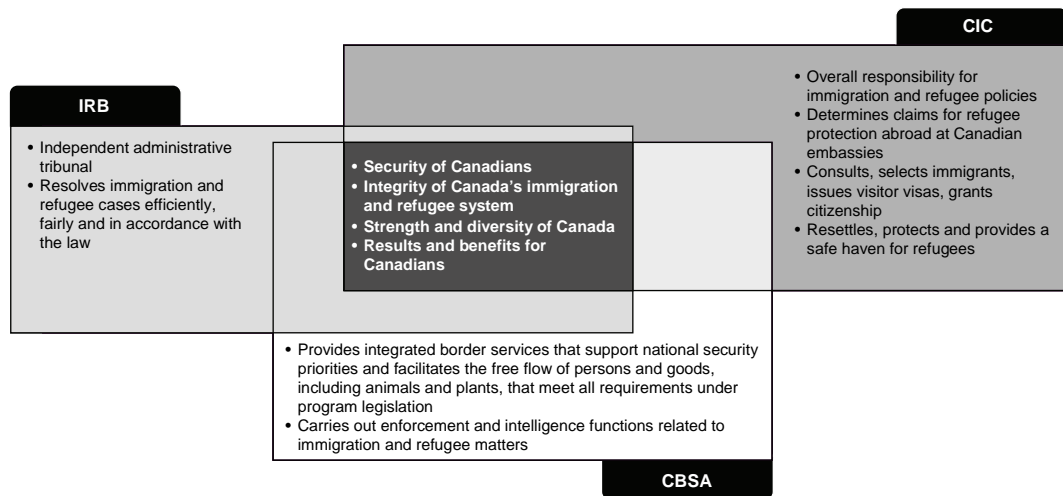 CIC
• Overall responsibility for
immigration and refugee policies
• Determines claims for refugee
protection abroad at Canadian
embassies
• Consults, selects immigrants,
issues visitor visas, grants
citizenship
• Resettles, protects and provides a
safe haven for refugees
IRB
• Independent administrative
tribunal
• Resolves immigration and
refugee cases efficiently,
fairly and in accordance with
the law
• Security of Canadians
• Integrity of Canada’s immigration
and refugee system
• Strength and diversity of Canada
• Results and benefits for
Canadians
• Provides integrated border services that support national security
priorities and facilitates the free flow of persons and goods,
including animals and plants, that meet all requirements under
program legislation
• Carries out enforcement and intelligence functions related to
immigration and refugee matters
CBSA